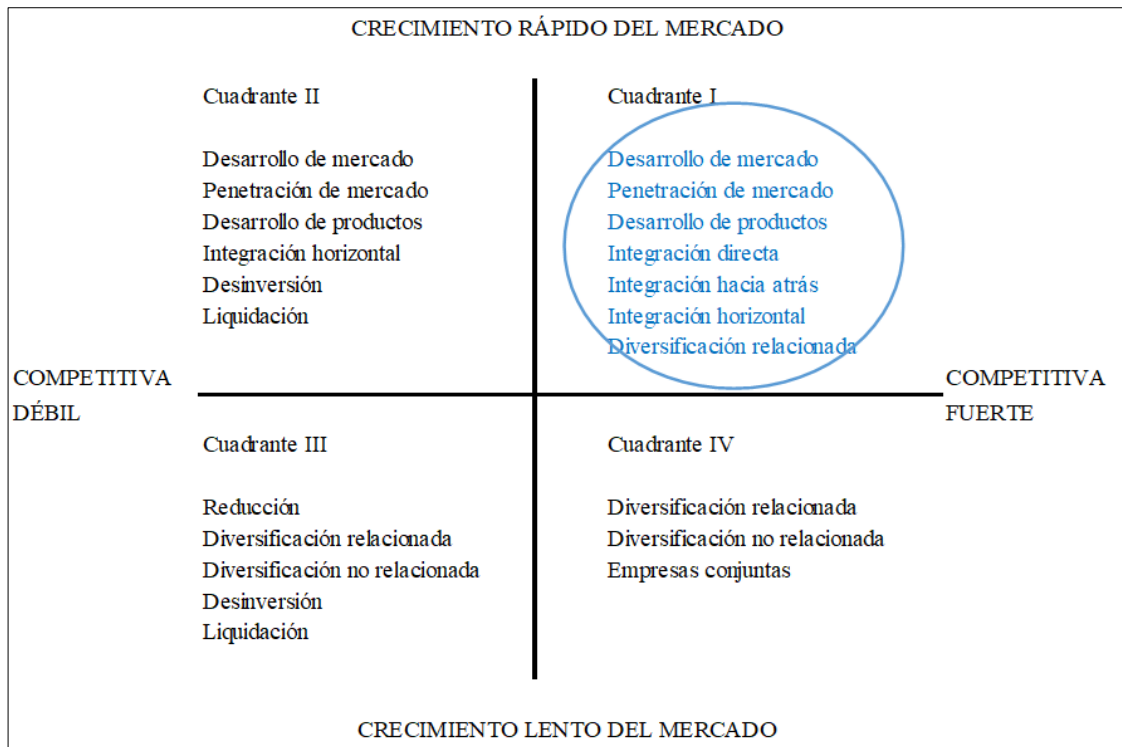 CRECIMIENTO RÁPIDO DEL MERCADO
Cuadrante II
Desarrollo de mercado
Penetración de mercado
Desarrollo de productos
Integración horizontal
Desinversión
Liquidación
Cuadrante I
Desarrollo de mercado
Penetración de mercado
Desarrollo de productos
Integración directa
Integración hacia atrás
Integración horizontal
Diversificación relacionada
COMPETITIVA
DÉBIL
COMPETITIVA
FUERTE
Cuadrante III
Reducción
Diversificación relacionada
Diversificación no relacionada
Desinversión
Liquidación
Cuadrante IV
Diversificación relacionada
Diversificación no relacionada
Empresas conjuntas
CRECIMIENTO LENTO DEL MERCADO